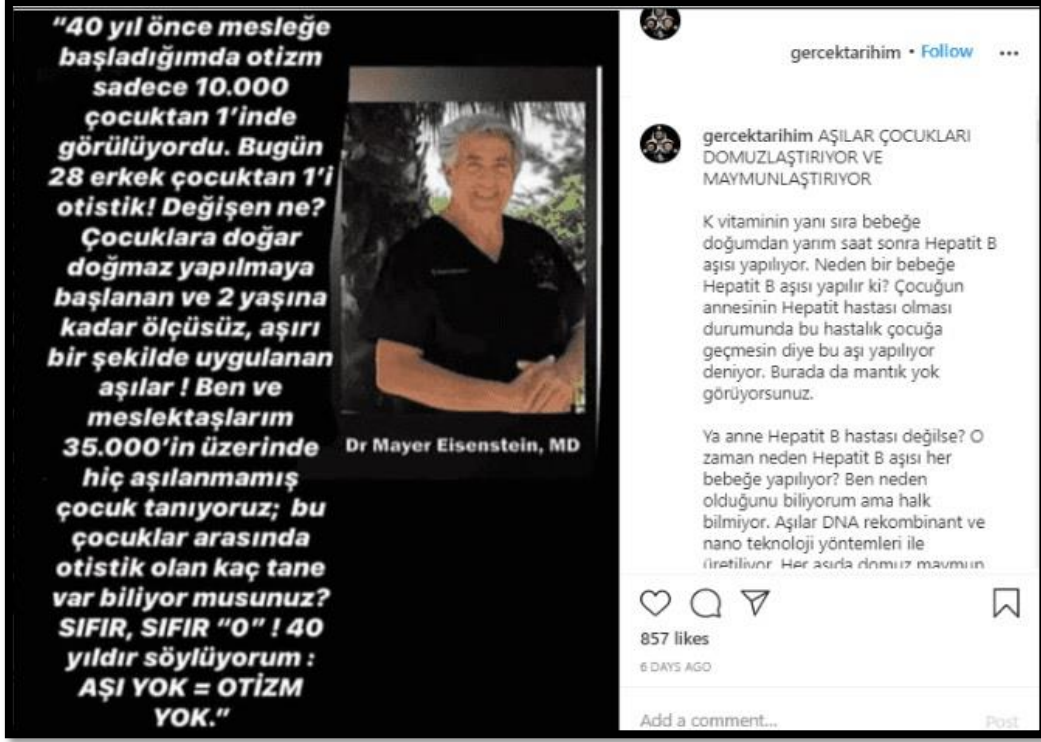 "40 yıl önce mesleğe
başladığımda otizm
sadece 10.000
çocuktan 1'inde
görülüyordu. Bugün
28 erkek çocuktan 1'i
otistik! Değişen ne?
Çocuklara doğar
doğmaz yapılmaya
başlanan ve 2 yaşına
kadar ölçüsüz, aşırı
bir şekilde uygulanan
aşılar ! Ben ve
meslektaşlarım
35.000'in üzerinde
hiç aşılanmamış
çocuk tanıyoruz; bu
çocuklar arasında
otistik olan kaç tane
var biliyor musunuz?
SIFIR, SIFIR "0" ! 40
yıldır söylüyorum :
AŞI YOK = OTİZM
YOK."
Dr Mayer Eisenstein, MD
gercektarihim • Follow
gercektarihim AŞILAR ÇOCUKLARI
DOMUZLAŞTIRIYOR VE
MAYMUNLAŞTIRIYOR
K vitaminin yanı sıra bebeğe
doğumdan yarım saat sonra Hepatit B
aşısı yapılıyor. Neden bir bebeğe
Hepatit B aşısı yapılır ki? Çocuğun
annesinin Hepatit hastası olması
durumunda bu hastalık çocuğa
geçmesin diye bu aşı yapılıyor
deniyor. Burada da mantık yok
görüyorsunuz.
Ya anne Hepatit B hastası değilse? O
zaman neden Hepatit B aşısı her
bebeğe yapılıyor? Ben neden
olduğunu biliyorum ama halk
bilmiyor. Aşılar DNA rekombinant ve
nano teknoloji yöntemleri ile
üretiliyor. Her aşıda domuz maymun
857 likes
6 DAYS AGO
Add a comment...
Post